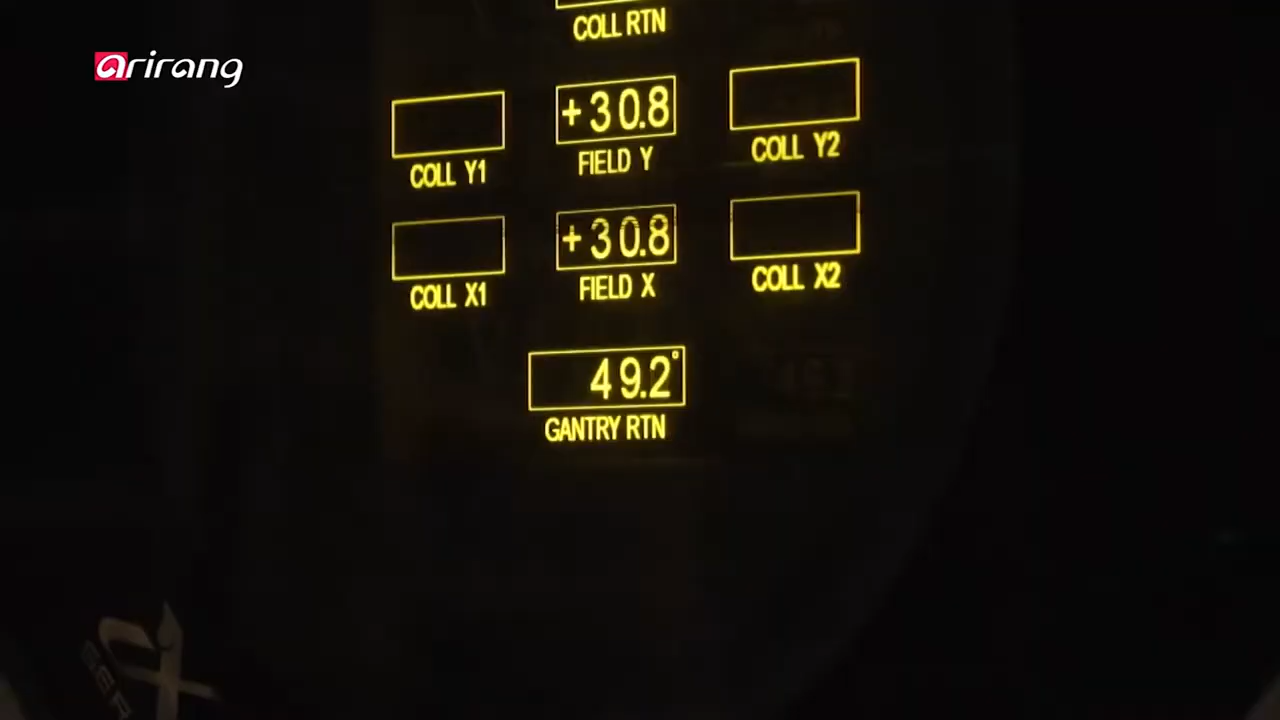 arirang
COLL RTN
+30.8
COLL Y1 FIELD Y COLL Y2
+30.8
COLL X1 FIELD X COLL X2
49.2°
GANTRY RTN